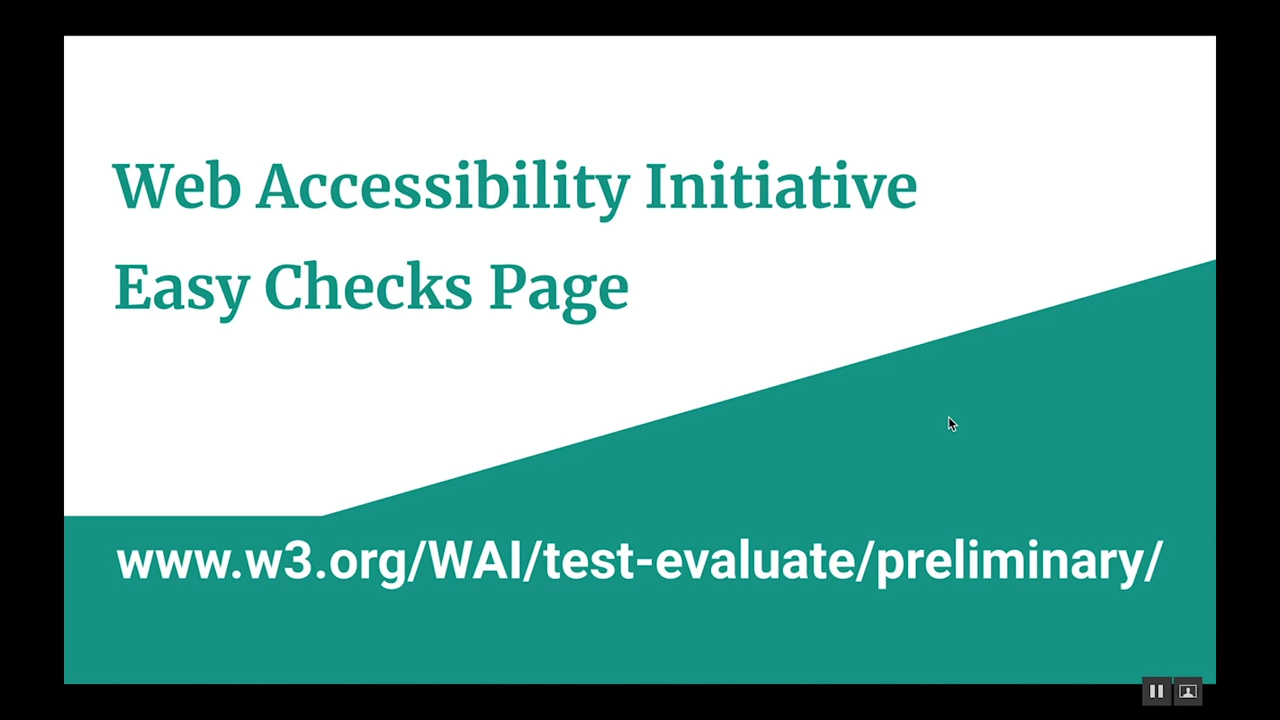 Web Accessibility Initiative
Easy Checks Page
www.w3.org/WAI/test-evaluate/preliminary/